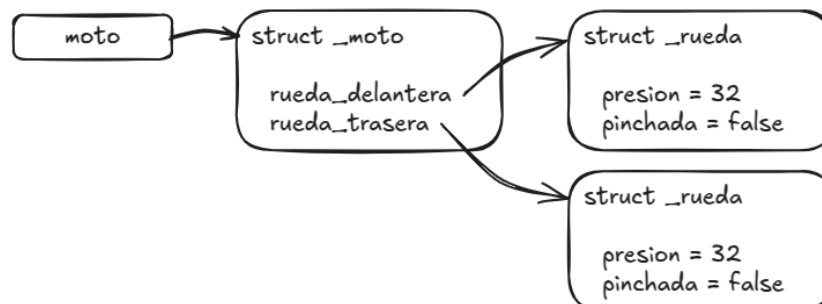 moto
struct _moto
rueda_delantera
rueda_trasera
struct _rueda
presion = 32
pinchada = false
struct _rueda
presion = 32
pinchada = false